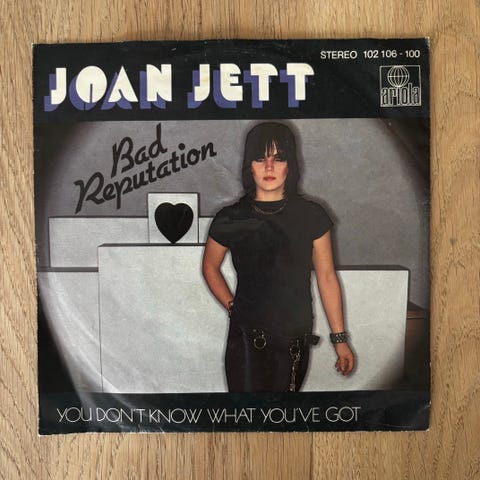 STEREO 102 106 - 100
JOAN JETT
ariola
Bad
Reputation
YOU DON'T KNOW WHAT YOU'VE GOT